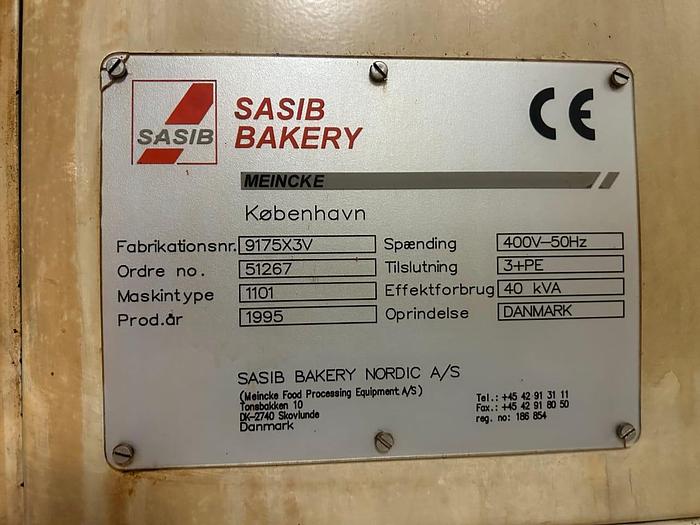 SASIB
SASIB
BAKERY
CE
MEINCKE
København
Fabrikationsnr. 9175X3V Spænding 400V-50Hz
Ordre no. 51267 Tilslutning 3+PE
Maskintype 1101 Effektforbrug 40 kVA
Prod.år 1995 Oprindelse DANMARK
SASIB BAKERY NORDIC A/S
(Meincke Food Processing Equipment A/S)
Tonsbakken 10
DK-2740 Skovlunde
Danmark
Tel.: +45 42 91 31 11
Fax.: +45 42 91 80 50
reg. no: 186 854